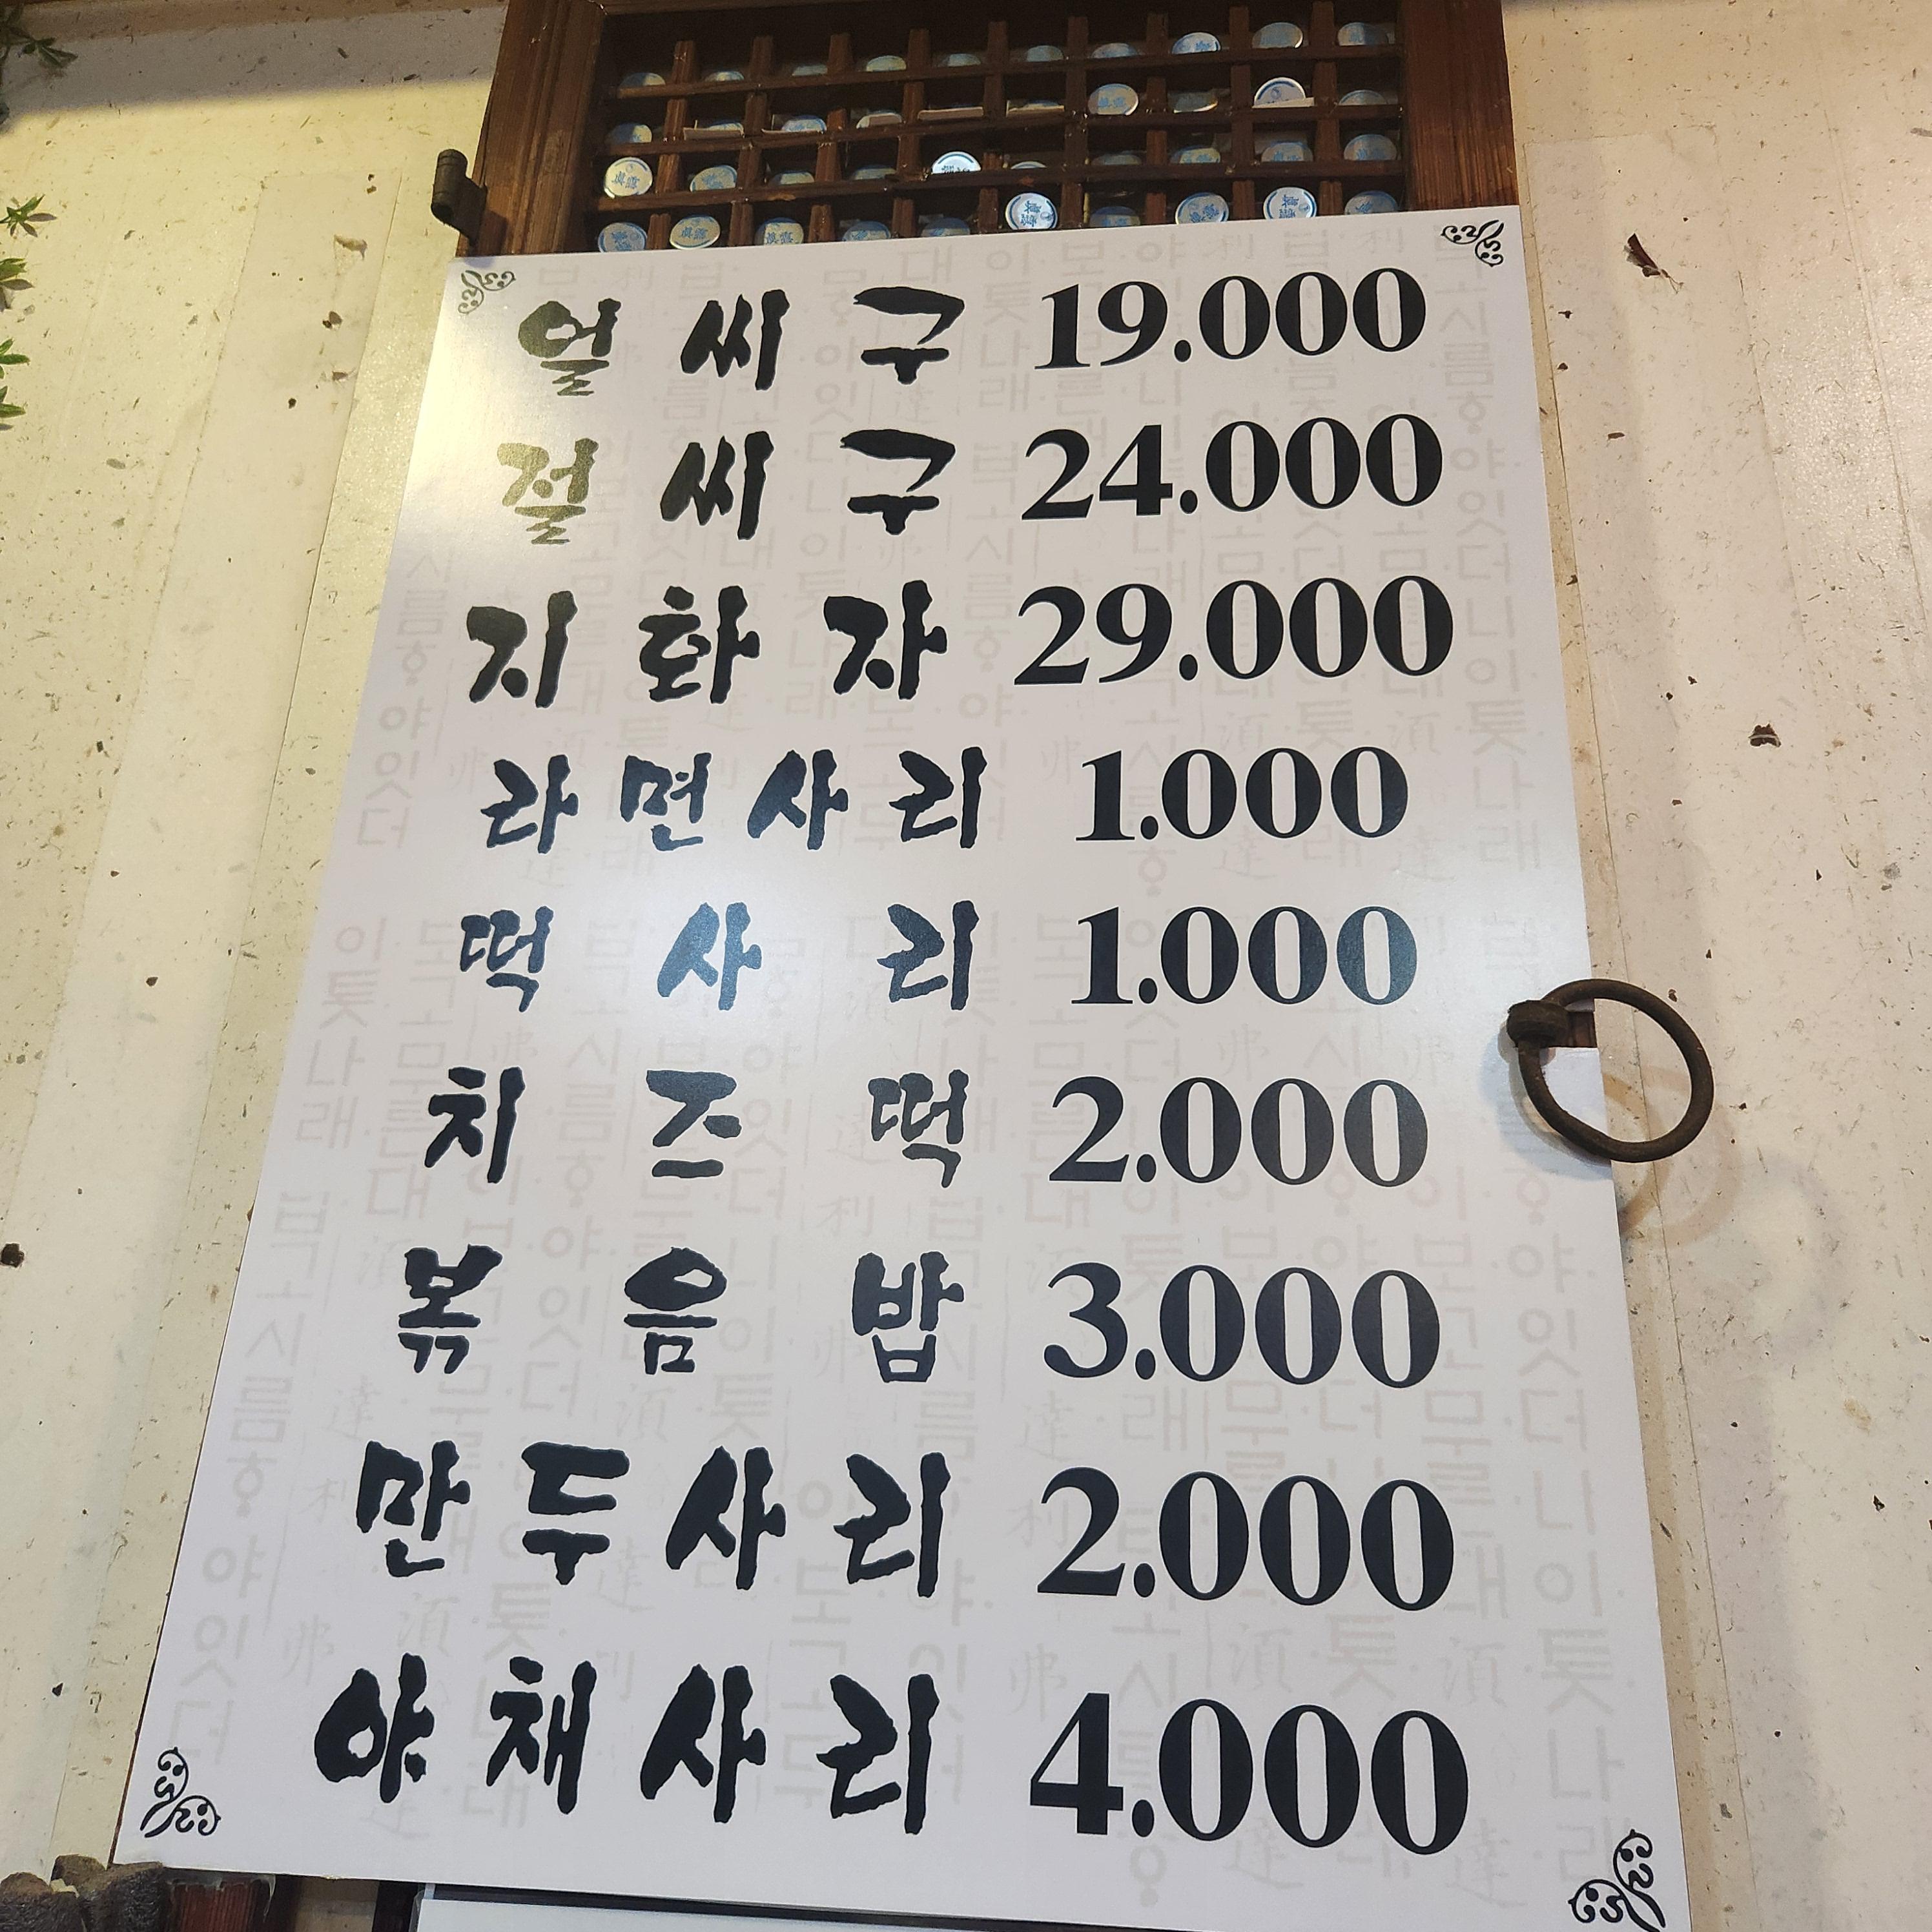 얼씨구 19.000
절씨구 24.000
지화자 29.000
라면사리 1.000
떡사리 1.000
치즈떡 2.000
볶음밥 3.000
만두사리 2.000
야채사리 4.000